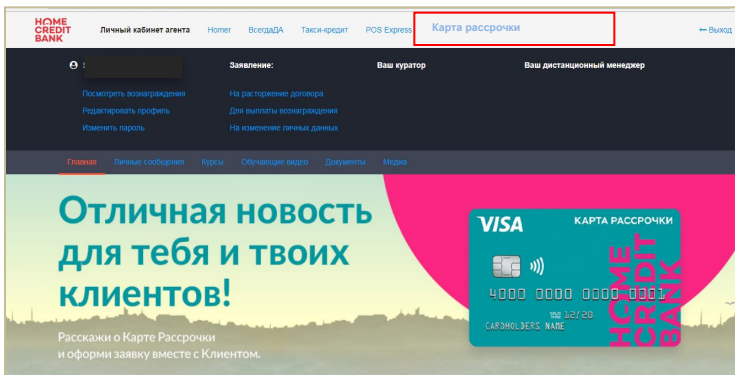 HOME
CREDIT
BANK
Личный кабинет агента Homer ВсегдаДА Такси-кредит POS Express Карта рассрочки ← Выход
Заявление: Ваш куратор Ваш дистанционный менеджер
Посмотреть вознаграждения На расторжение договора
Редактировать профиль Для выплаты вознаграждения
Изменить пароль На изменение личных данных
Главная Личные сообщения Курсы Обучающие видео Документы Медиа
Отличная новость
для тебя и твоих
клиентов!
Расскажи о Карте Рассрочки
и оформи заявку вместе с Клиентом.
VISA КАРТА РАССРОЧКИ
4000 0000 0000 0001
12/20
CARDHOLDERS NAME
HOME
CREDIT
BANK